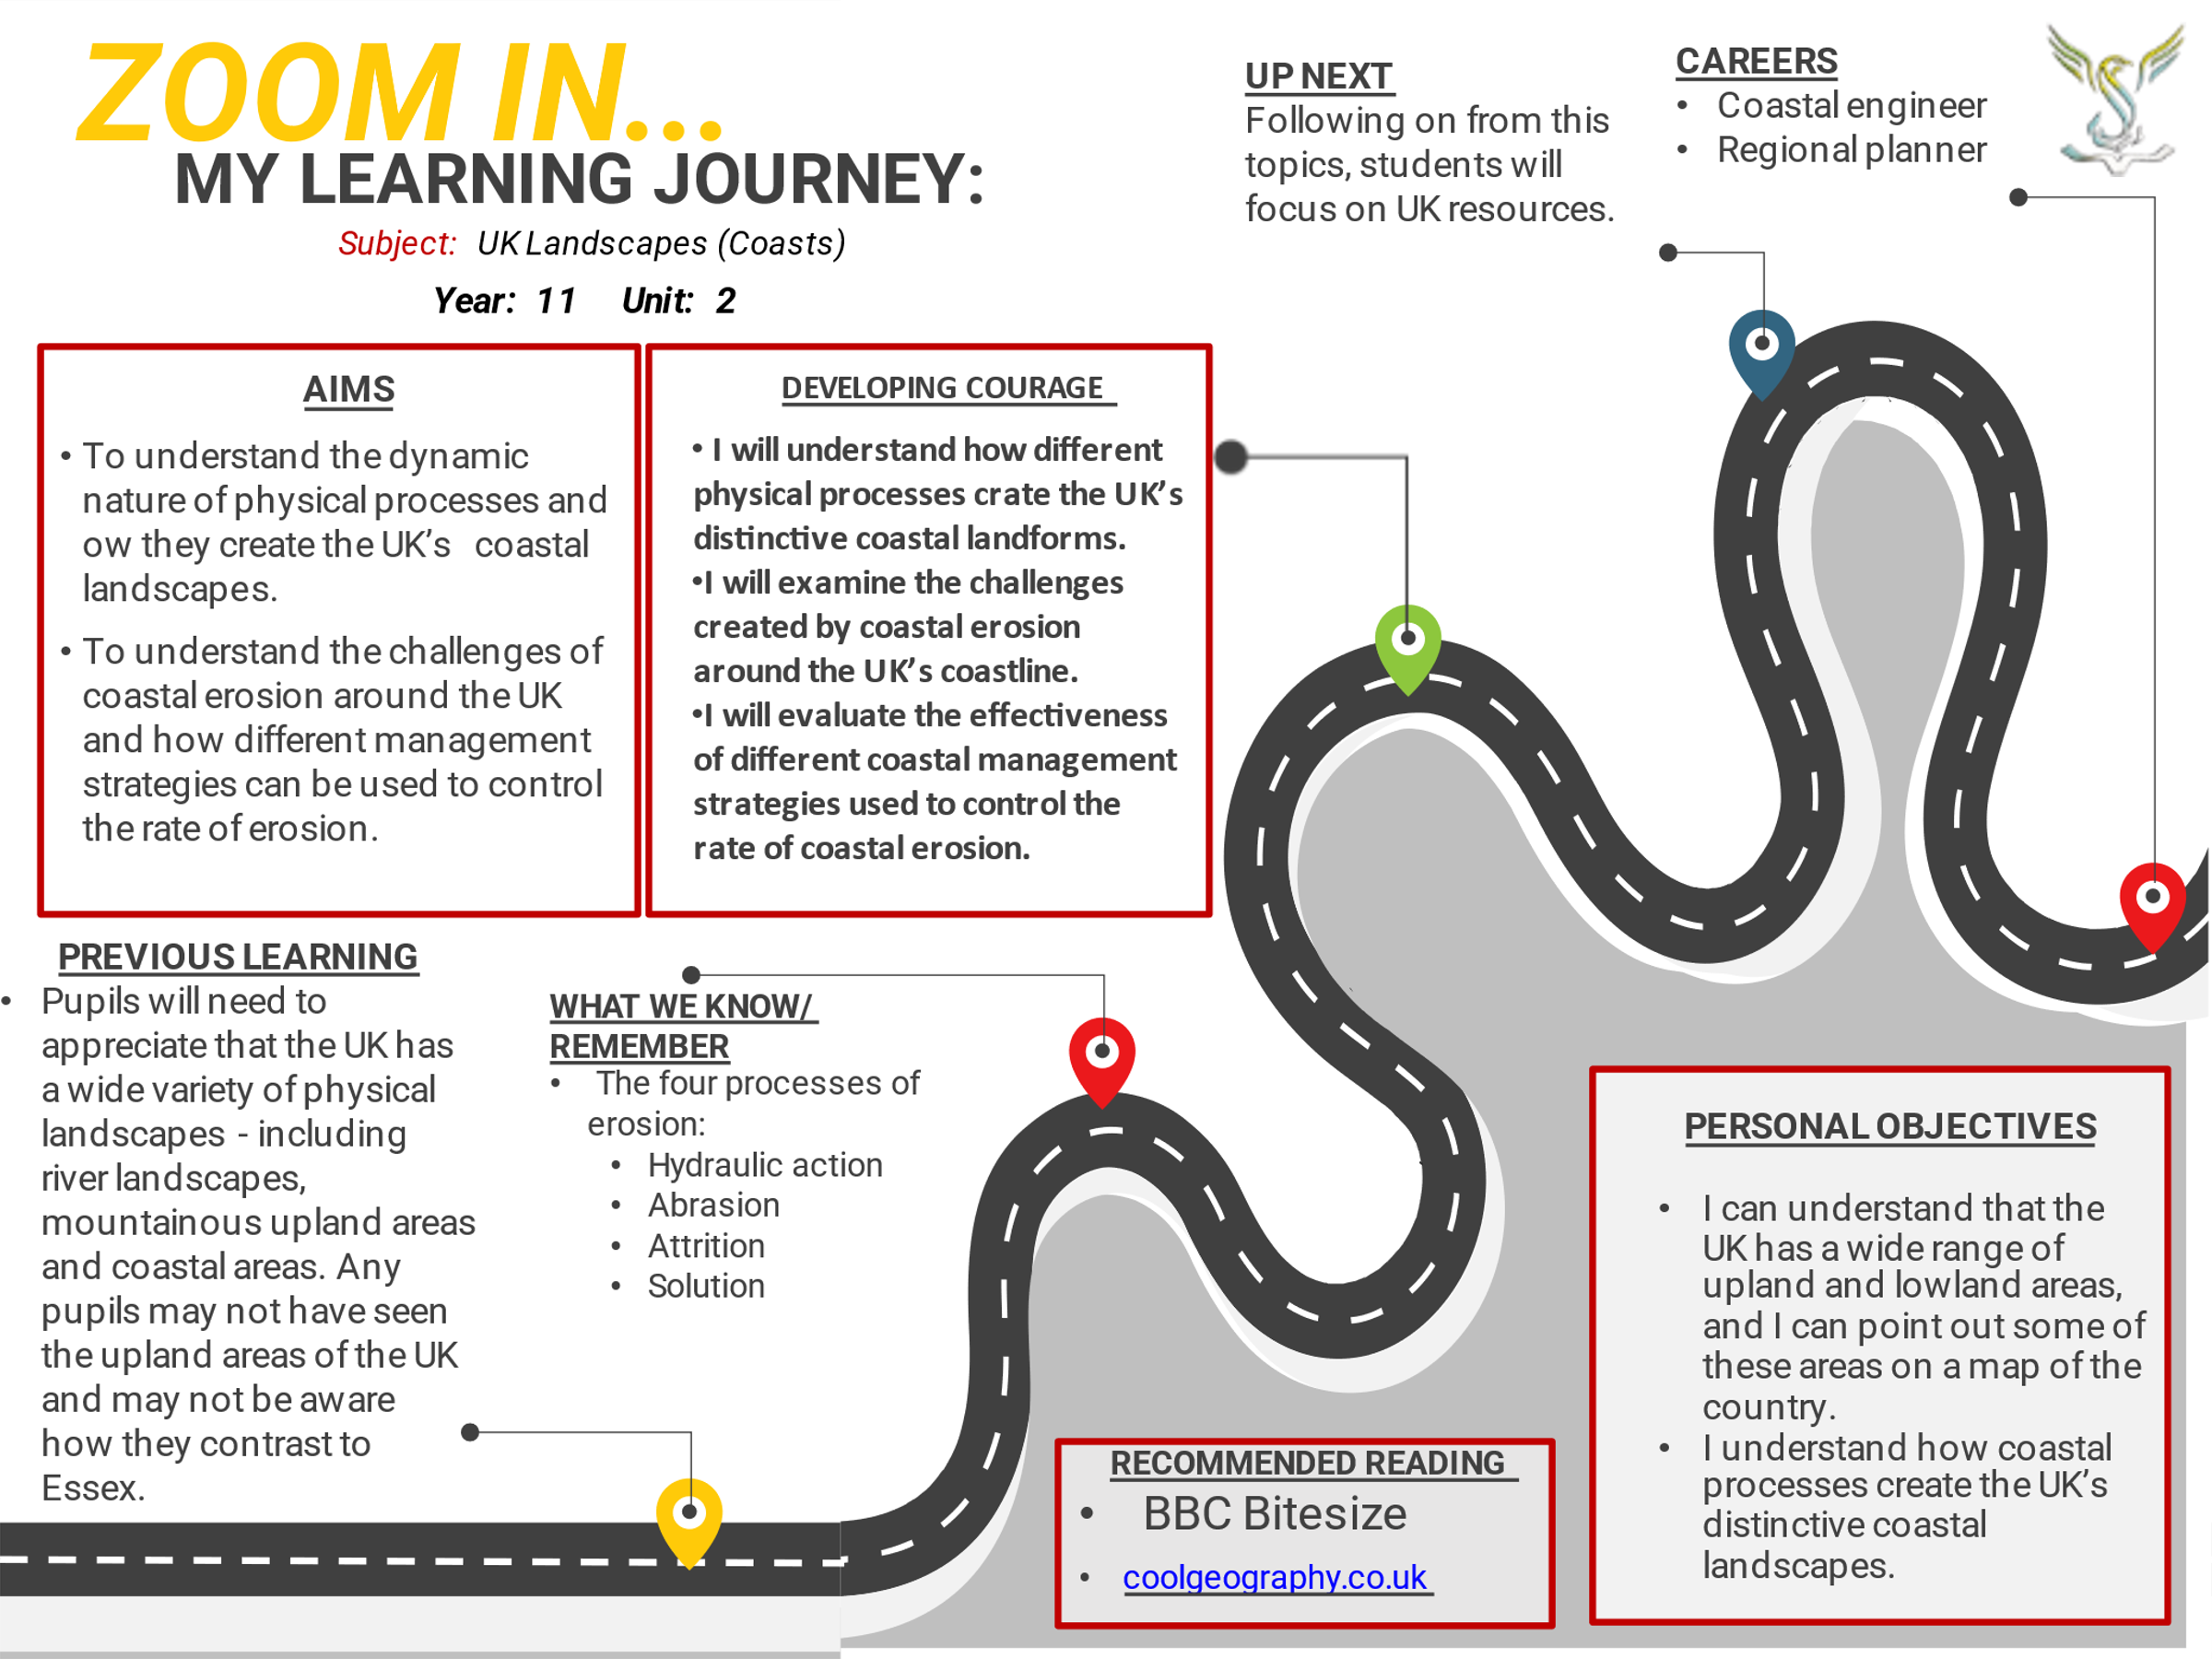 ZOOM IN...
MY LEARNING JOURNEY:
Subject: UK Landscapes (Coasts)
Year: 11 Unit: 2
AIMS
• To understand the dynamic
nature of physical processes and
ow they create the UK’s coastal
landscapes.
• To understand the challenges of
coastal erosion around the UK
and how different management
strategies can be used to control
the rate of erosion.
DEVELOPING COURAGE
• I will understand how different
physical processes crate the UK’s
distinctive coastal landforms.
•I will examine the challenges
created by coastal erosion
around the UK’s coastline.
•I will evaluate the effectiveness
of different coastal management
strategies used to control the
rate of coastal erosion.
UP NEXT
Following on from this
topics, students will
focus on UK resources.
CAREERS
• Coastal engineer
• Regional planner
PREVIOUS LEARNING
• Pupils will need to
appreciate that the UK has
a wide variety of physical
landscapes - including
river landscapes,
mountainous upland areas
and coastal areas. Any
pupils may not have seen
the upland areas of the UK
and may not be aware
how they contrast to
Essex.
WHAT WE KNOW/
REMEMBER
• The four processes of
erosion:
• Hydraulic action
• Abrasion
• Attrition
• Solution
RECOMMENDED READING
• BBC Bitesize
• coolgeography.co.uk
PERSONAL OBJECTIVES
• I can understand that the
UK has a wide range of
upland and lowland areas,
and I can point out some of
these areas on a map of the
country.
• I understand how coastal
processes create the UK’s
distinctive coastal
landscapes.